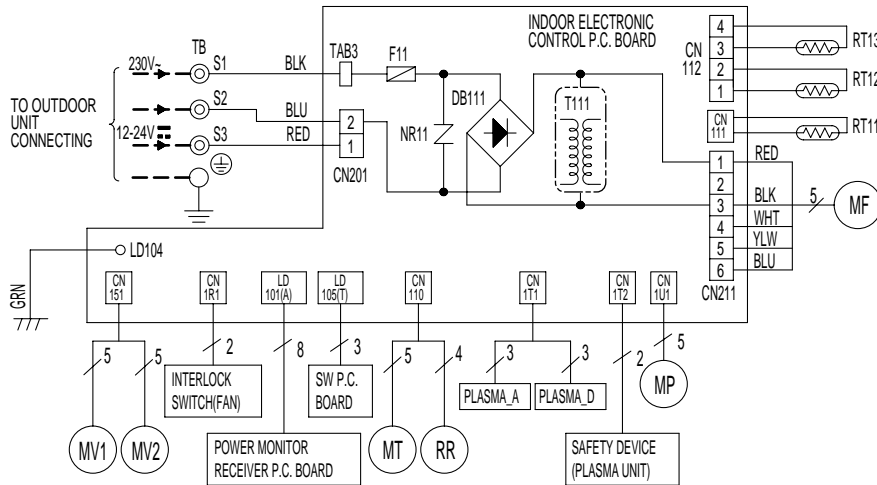 INDOOR ELECTRONIC
CONTROL P.C. BOARD
TO OUTDOOR
UNIT
CONNECTING
230V~
12-24V
TB
S1
S2
S3
BLK
BLU
RED
TAB3
2
1
CN201
F11
NR11
DB111
T111
CN
112
4
3
2
1
RT13
RT12
CN
111
RT11
1
2
3
4
5
6
CN211
RED
BLK
WHT
YLW
BLU
5
MF
LD104
GRN
CN
151
CN
1R1
LD
101(A)
LD
105(T)
CN
110
CN
1T1
CN
1T2
CN
1U1
5
5
2
8
3
5
4
3
3
2
5
MV1
MV2
INTERLOCK
SWITCH(FAN)
POWER MONITOR
RECEIVER P.C. BOARD
SW P.C.
BOARD
MT
RR
PLASMA_A
PLASMA_D
SAFETY DEVICE
(PLASMA UNIT)
MP